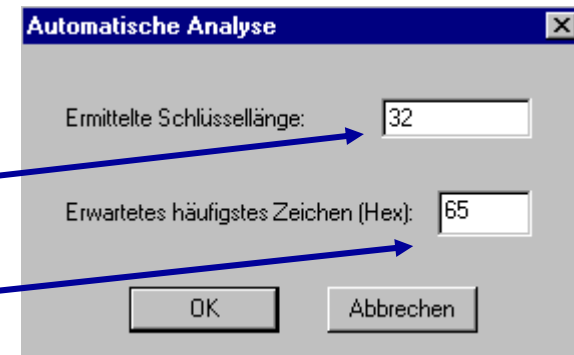 Automatische Analyse
Ermittelte Schlüssellänge: 32
Erwartetes häufigstes Zeichen (Hex): 65
OK Abbrechen